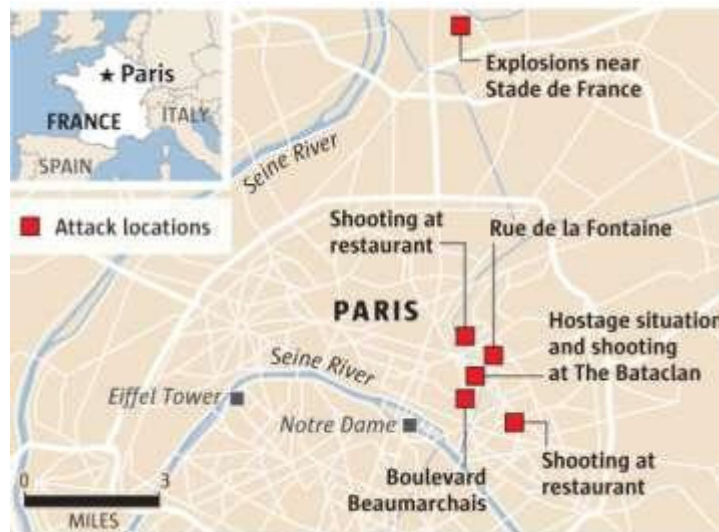 Paris
FRANCE
ITALY
SPAIN
Attack locations
Explosions near
Stade de France
Seine River
Shooting at
restaurant
Rue de la Fontaine
PARIS
Hostage situation
and shooting
at The Bataclan
Seine River
Eiffel Tower
Notre Dame
Boulevard
Beaumarchais
Shooting at
restaurant
0 3
MILES